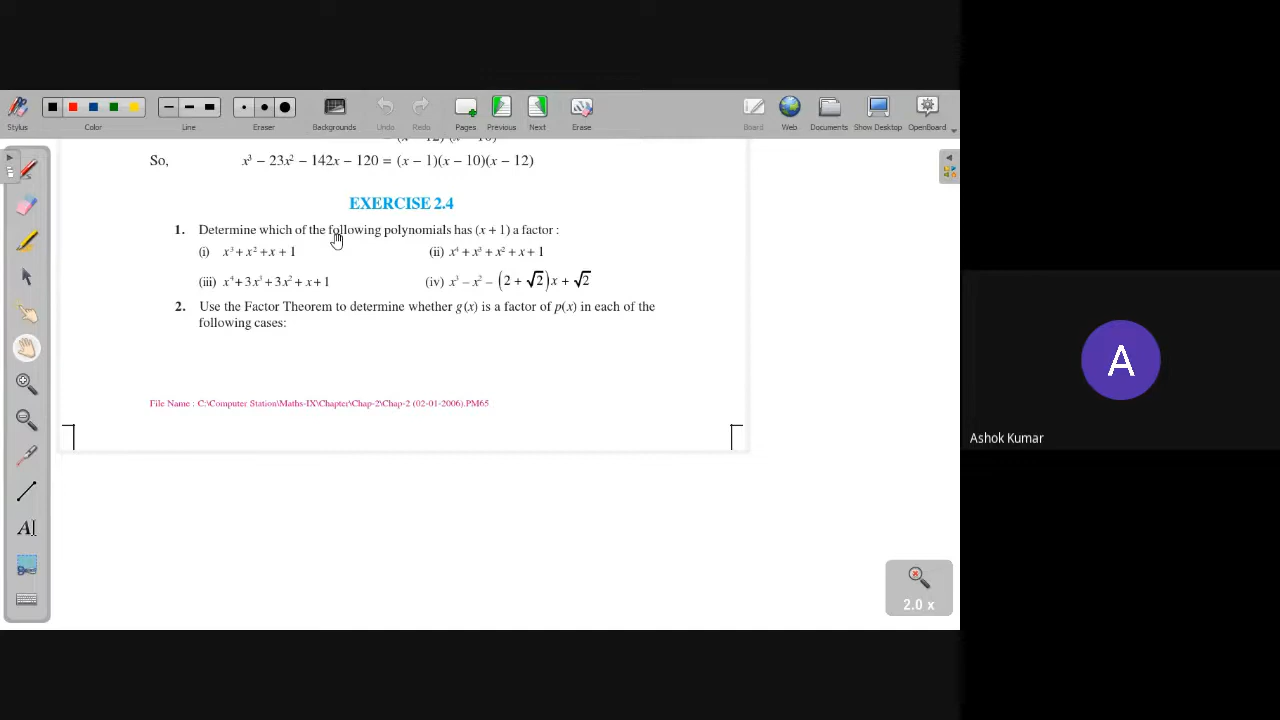 Stylus Color Line Eraser Backgrounds Undo Redo Pages Previous Next Erase Board Web Documents Show Desktop OpenBoard
So, x³ – 23x² – 142x – 120 = (x – 1)(x – 10)(x – 12)
EXERCISE 2.4
1. Determine which of the following polynomials has (x + 1) a factor :
(i) x³ + x² + x + 1 (ii) x⁴ + x³ + x² + x + 1
(iii) x⁴ + 3x³ + 3x² + x + 1 (iv) x³ – x² – (2 + √2)x + √2
2. Use the Factor Theorem to determine whether g(x) is a factor of p(x) in each of the
following cases:
File Name : C:\Computer Station\Maths-IX\Chapter\Chap-2\Chap-2 (02-01-2006).PM65
A
Ashok Kumar
2.0 x